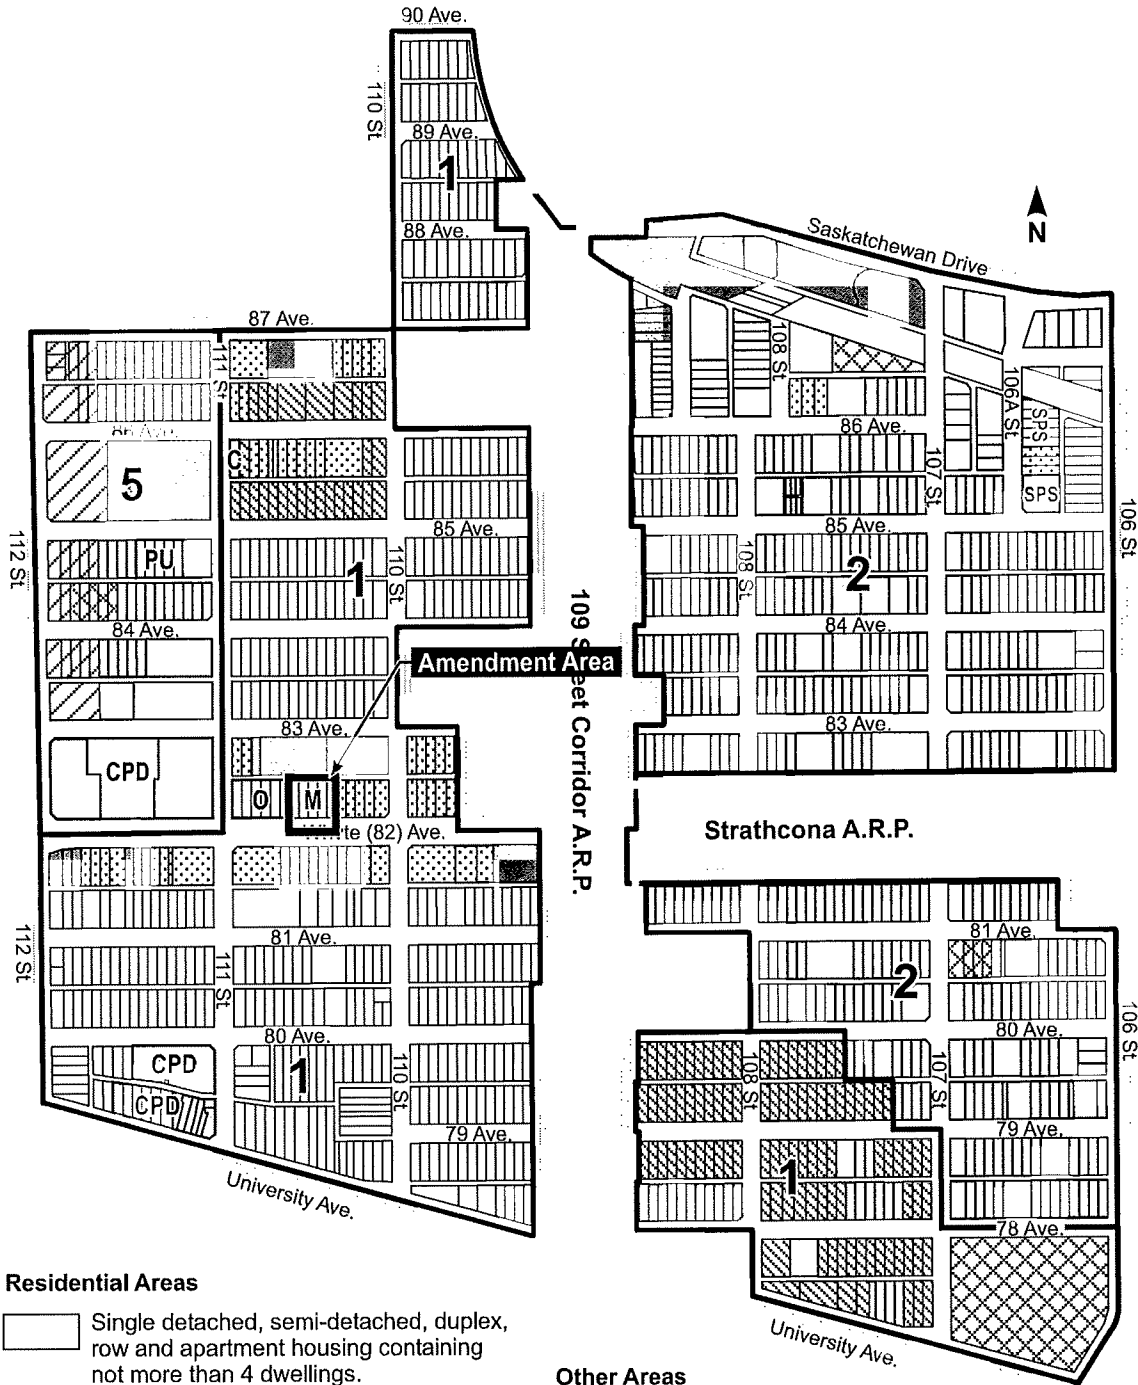 90 Ave.
110 St
89 Ave.
1
88 Ave.
N
Saskatchewan Drive
87 Ave.
111 St
108 St
106A St
SPS
86 Ave.
86 Ave.
C
5
107 St
SPS
106 St
85 Ave.
85 Ave.
112 St
PU
1
110 St
108 St
2
84 Ave.
84 Ave.
Amendment Area
109 S eet Corridor A.R.P.
83 Ave.
83 Ave.
CPD
O
M
te (82) Ave.
Strathcona A.R.P.
81 Ave.
81 Ave.
112 St
111 St
2
106 St
80 Ave.
80 Ave.
CPD
CPD
1
110 St
108 St
107 St
79 Ave.
79 Ave.
1
University Ave.
78 Ave.
University Ave.
Residential Areas
Single detached, semi-detached, duplex,
row and apartment housing containing
not more than 4 dwellings.
Other Areas